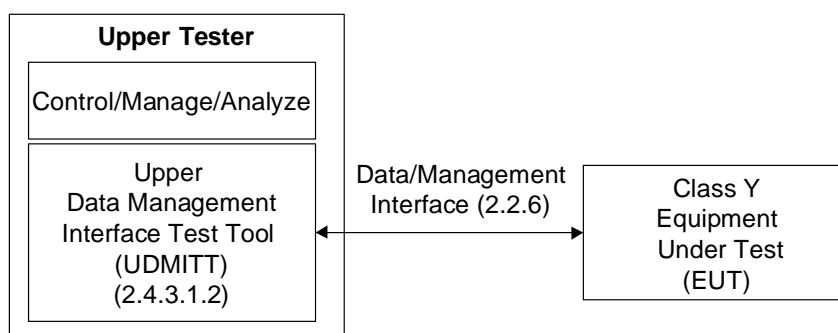 Upper Tester
Control/Manage/Analyze
Upper
Data Management
Interface Test Tool
(UDMITT)
(2.4.3.1.2)
Data/Management
Interface (2.2.6)
Class Y
Equipment
Under Test
(EUT)